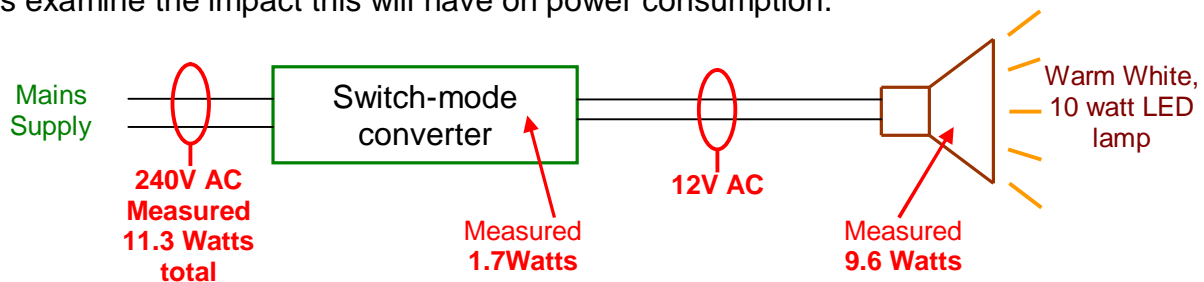 s examine the impact this will have on power consumption.
Mains
Supply
Switch-mode
converter
Warm White,
10 watt LED
lamp
240V AC
Measured
11.3 Watts
total
12V AC
Measured
1.7Watts
Measured
9.6 Watts